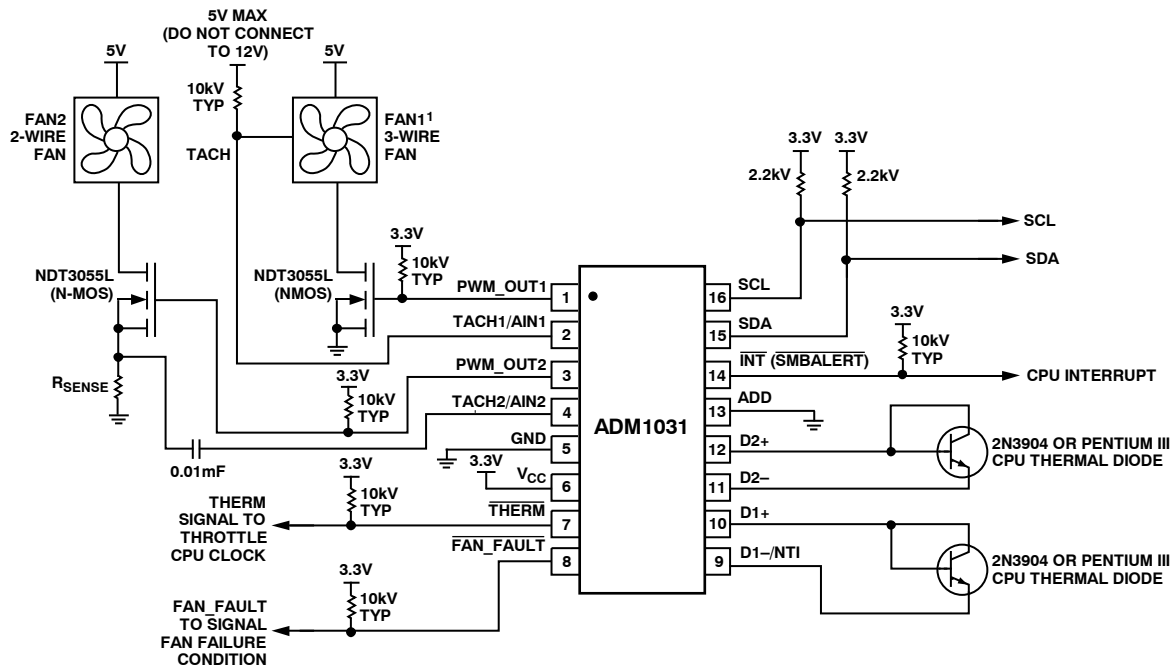 5V MAX
(DO NOT CONNECT
TO 12V)
5V
5V
10kV
TYP
FAN2
2-WIRE
FAN
TACH
FAN1¹
3-WIRE
FAN
NDT3055L
(N-MOS)
NDT3055L
(NMOS)
3.3V
10kV
TYP
RSENSE
0.01mF
3.3V
10kV
TYP
PWM_OUT1
TACH1/AIN1
PWM_OUT2
TACH2/AIN2
GND
3.3V
VCC
THERM
FAN_FAULT
1
2
3
4
5
6
7
8
ADM1031
16
15
14
13
12
11
10
9
SCL
SDA
INT (SMBALERT)
ADD
D2+
D2–
D1+
D1–/NTI
3.3V
3.3V
2.2kV
2.2kV
SCL
SDA
3.3V
10kV
TYP
CPU INTERRUPT
2N3904 OR PENTIUM III
CPU THERMAL DIODE
2N3904 OR PENTIUM III
CPU THERMAL DIODE
3.3V
10kV
TYP
THERM
SIGNAL TO
THROTTLE
CPU CLOCK
3.3V
10kV
TYP
FAN_FAULT
TO SIGNAL
FAN FAILURE
CONDITION